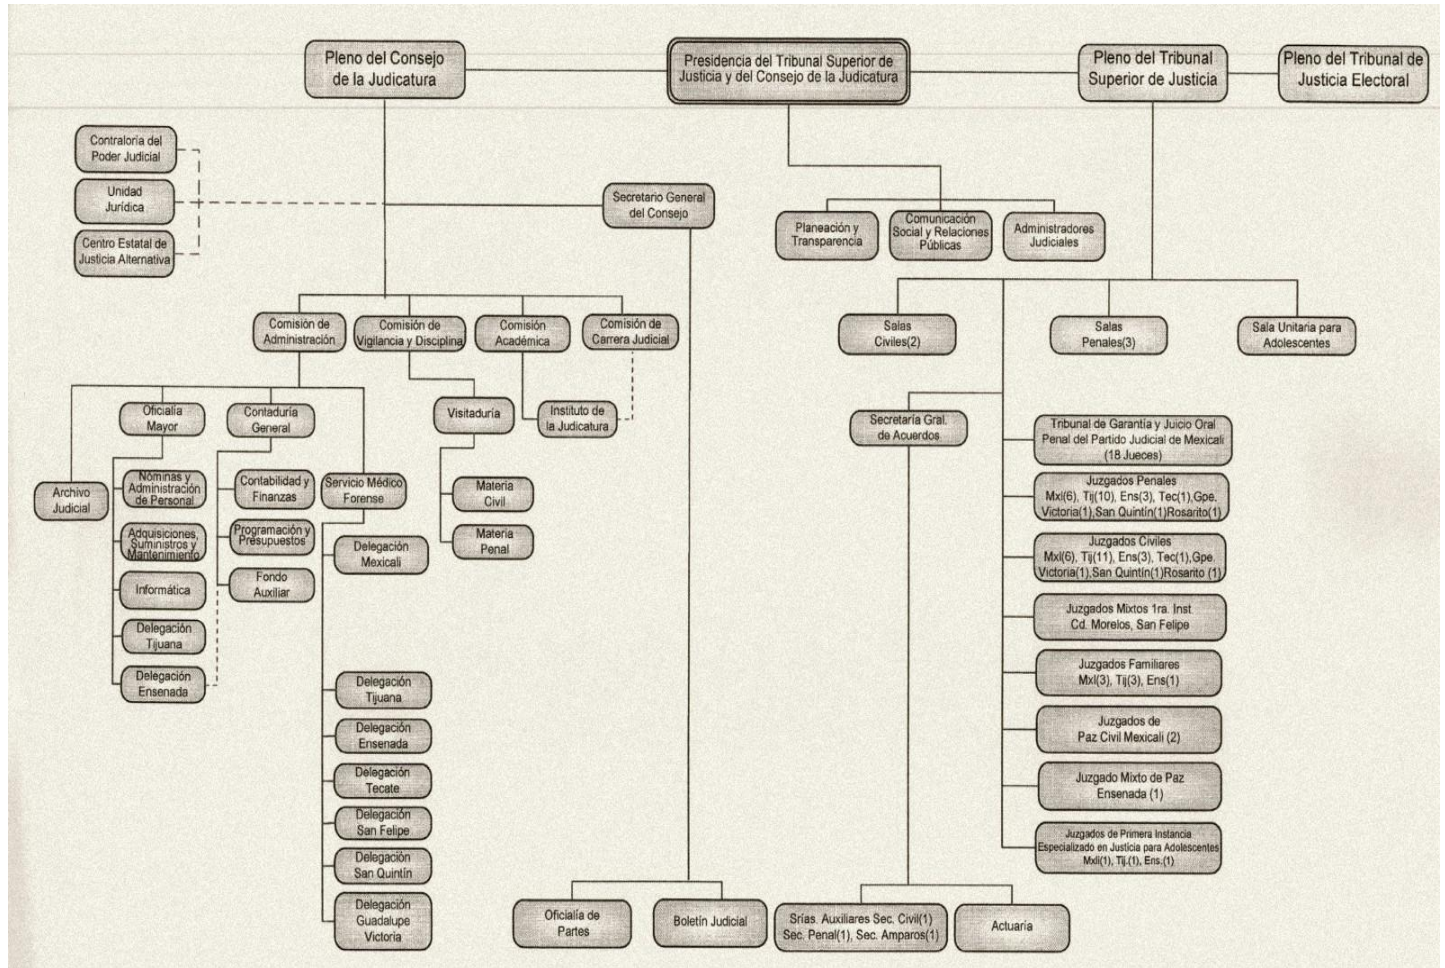 Pleno del Consejo
de la Judicatura
Presidencia del Tribunal Superior de
Justicia y del Consejo de la Judicatura
Pleno del Tribunal
Superior de Justicia
Pleno del Tribunal de
Justicia Electoral
Contraloría del
Poder Judicial
Unidad
Jurídica
Centro Estatal de
Justicia Alternativa
Secretario General
del Consejo
Planeación y
Transparencia
Comunicación
Social y Relaciones
Públicas
Administradores
Judiciales
Comisión de
Administración
Comisión de
Vigilancia y Disciplina
Comisión
Académica
Comisión de
Carrera Judicial
Salas
Civiles(2)
Salas
Penales(3)
Sala Unitaria para
Adolescentes
Archivo
Judicial
Oficialía
Mayor
Nóminas y
Administración
de Personal
Adquisiciones,
Suministros y
Mantenimiento
Informática
Delegación
Tijuana
Delegación
Ensenada
Contaduría
General
Contabilidad y
Finanzas
Programación y
Presupuestos
Fondo
Auxiliar
Servicio Médico
Forense
Delegación
Mexicali
Delegación
Tijuana
Delegación
Ensenada
Delegación
Tecate
Delegación
San Felipe
Delegación
San Quintín
Delegación
Guadalupe
Victoria
Visitaduría
Materia
Civil
Materia
Penal
Instituto de
la Judicatura
Oficialía de
Partes
Boletín Judicial
Secretaría Gral.
de Acuerdos
Srías. Auxiliares Sec. Civil(1)
Sec. Penal(1), Sec. Amparos(1)
Actuaría
Tribunal de Garantía y Juicio Oral
Penal del Partido Judicial de Mexicali
(18 Jueces)
Juzgados Penales
Mxl(6), Tij(10), Ens(3), Tec(1),Gpe.
Victoria(1),San Quintín(1)Rosarito(1)
Juzgados Civiles
Mxl(6), Tij(11), Ens(3), Tec(1),Gpe.
Victoria(1),San Quintín(1)Rosarito (1)
Juzgados Mixtos 1ra. Inst.
Cd. Morelos, San Felipe
Juzgados Familiares
Mxl(3), Tij(3), Ens(1)
Juzgados de
Paz Civil Mexicali (2)
Juzgado Mixto de Paz
Ensenada (1)
Juzgados de Primera Instancia
Especializado en Justicia para Adolescentes
Mxli(1), Tij.(1), Ens.(1)